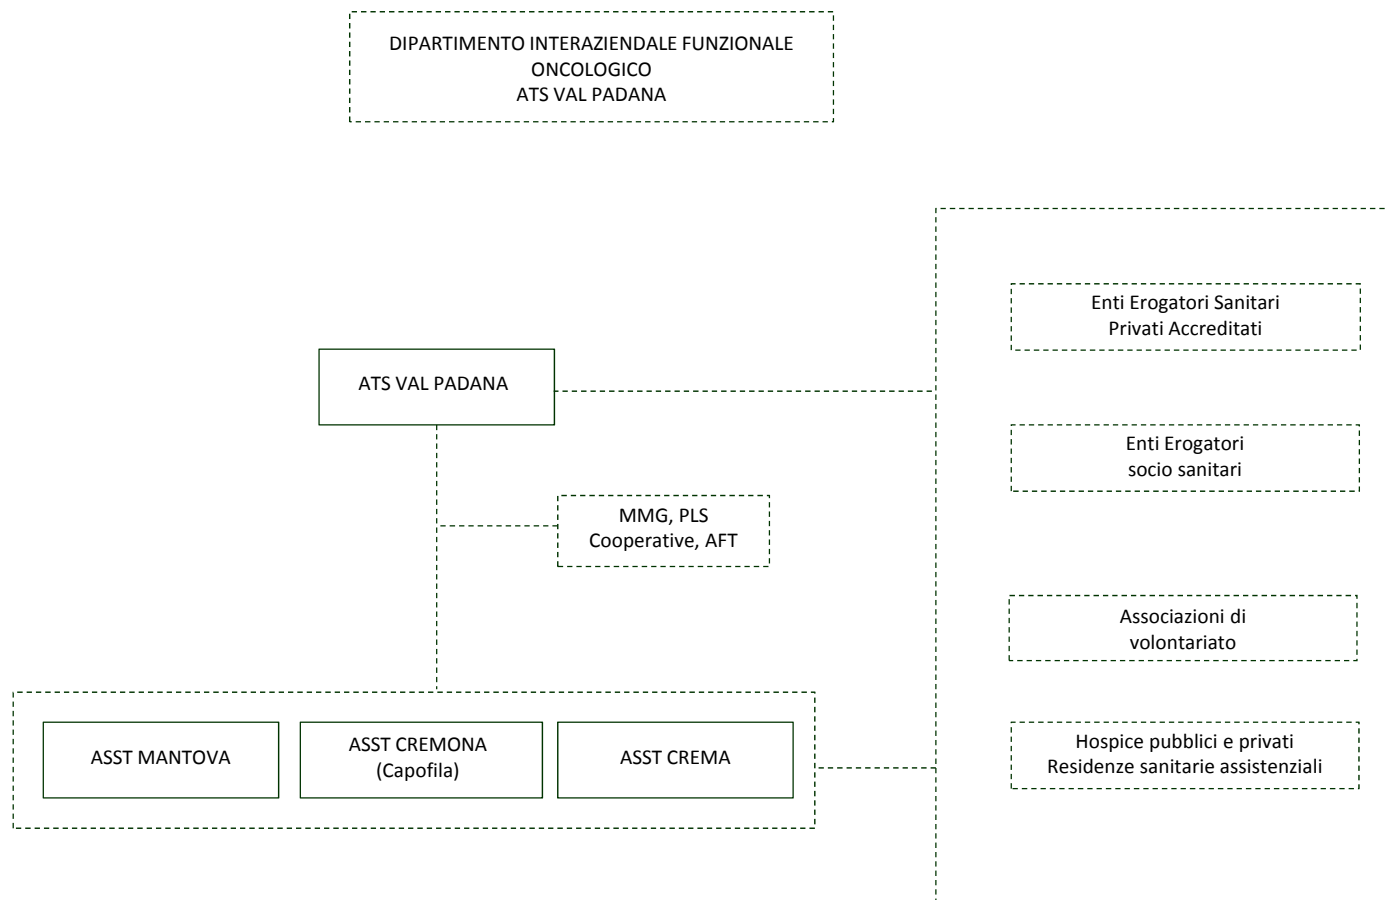 DIPARTIMENTO INTERAZIENDALE FUNZIONALE
ONCOLOGICO
ATS VAL PADANA
Enti Erogatori Sanitari
Privati Accreditati
ATS VAL PADANA
Enti Erogatori
socio sanitari
MMG, PLS
Cooperative, AFT
Associazioni di
volontariato
ASST MANTOVA
ASST CREMONA
(Capofila)
ASST CREMA
Hospice pubblici e privati
Residenze sanitarie assistenziali